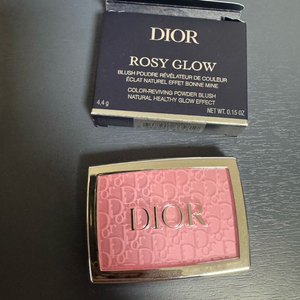 DIOR
ROSY GLOW
BLUSH POUDRE RÉVÉLATEUR DE COULEUR
ÉCLAT NATUREL EFFET BONNE MINE
COLOR-REVIVING POWDER BLUSH
NATURAL HEALTHY GLOW EFFECT
4,4g
NET WT. 0.15 OZ
DIOR